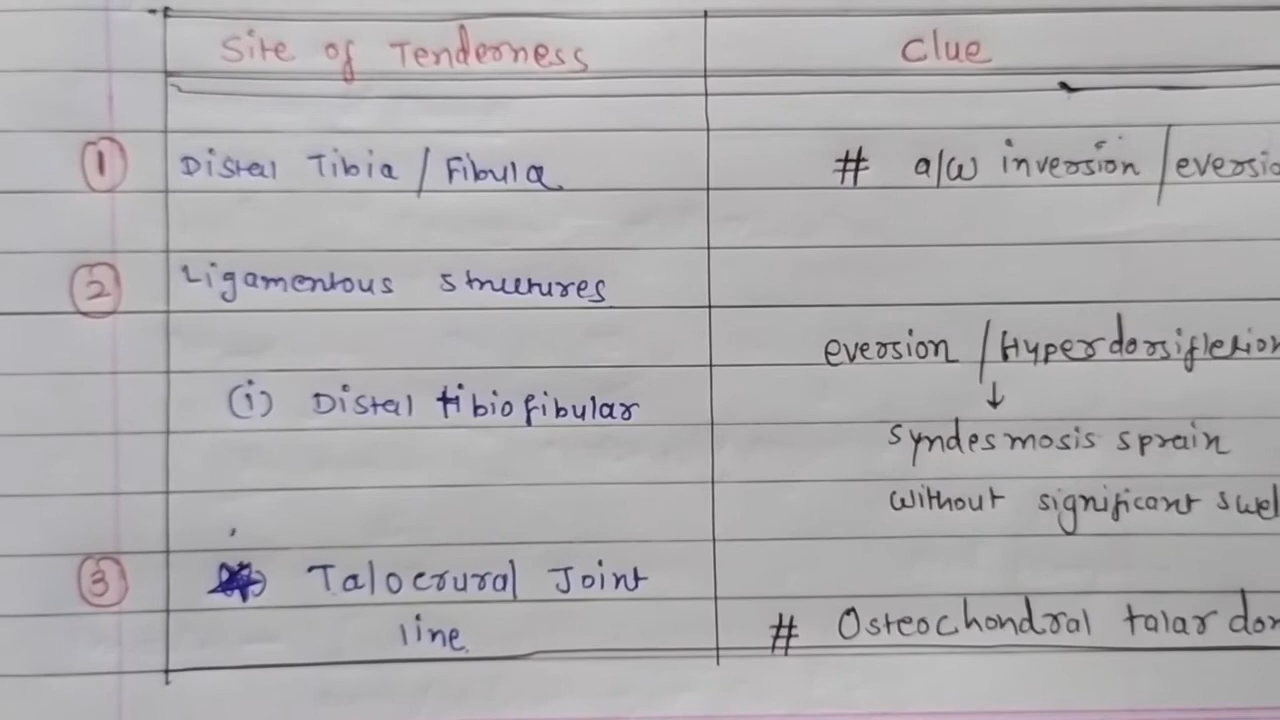 Site of Tenderness Clue
① Distal Tibia / Fibula # a/w inversion / eversio
② Ligamentous structures
eversion / Hyperdorsiflexion
(i) Distal tibiofibular ↓
syndesmosis sprain
without significant swel
③ Talocrural Joint
line # Osteochondral talar dom